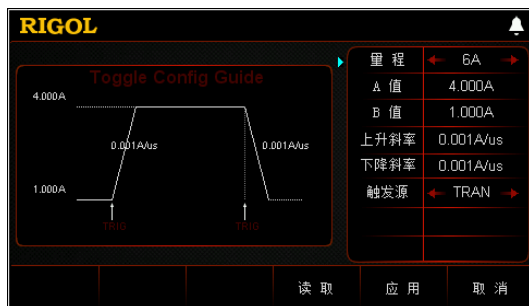 RIGOL
Toggle Config Guide
4.000A
0.001A/us
0.001A/us
1.000A
TRIG
TRIG
量 程 6A
A 值 4.000A
B 值 1.000A
上升斜率 0.001A/us
下降斜率 0.001A/us
触发源 TRAN
读 取 应 用 取 消